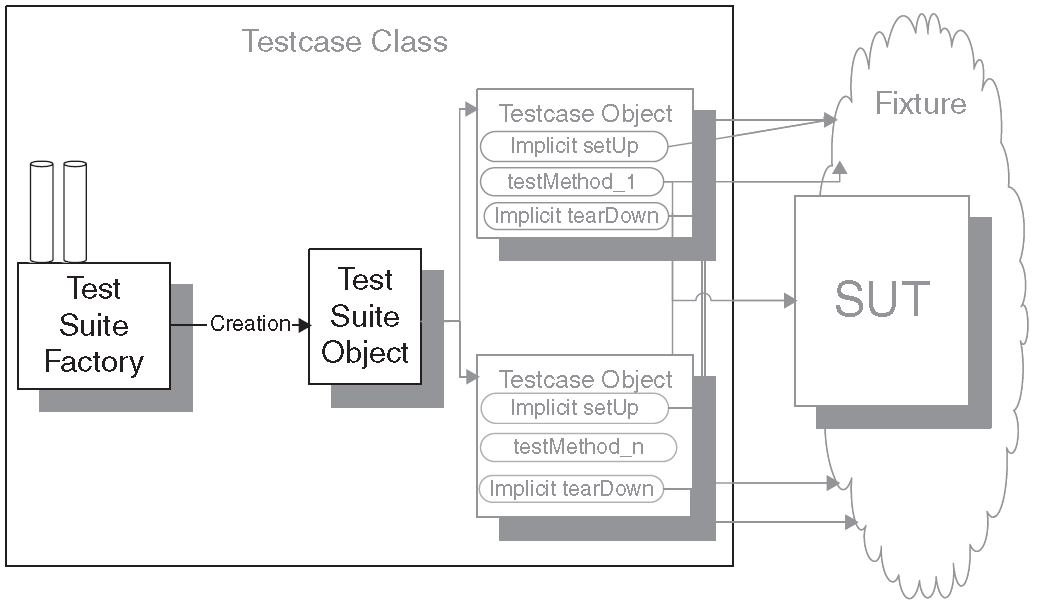 Testcase Class
Testcase Object
Implicit setUp
testMethod_1
Implicit tearDown
Fixture
Test
Suite
Factory
Creation
Test
Suite
Object
SUT
Testcase Object
Implicit setUp
testMethod_n
Implicit tearDown